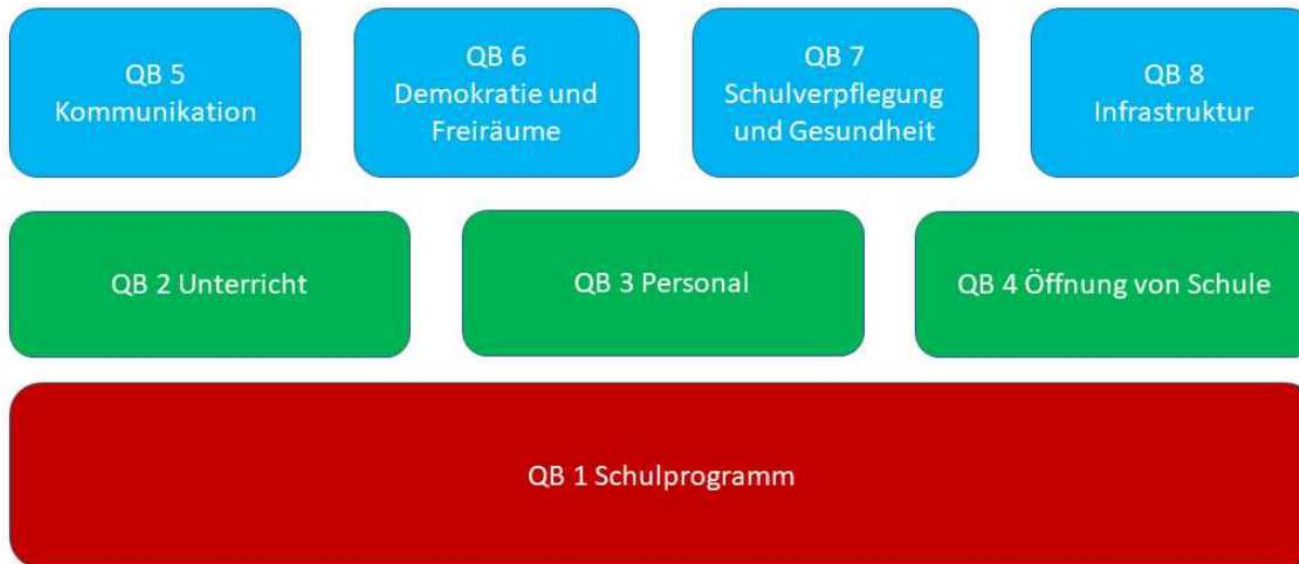 QB 5
Kommunikation
QB 6
Demokratie und
Freiräume
QB 7
Schulverpflegung
und Gesundheit
QB 8
Infrastruktur
QB 2 Unterricht
QB 3 Personal
QB 4 Öffnung von Schule
QB 1 Schulprogramm